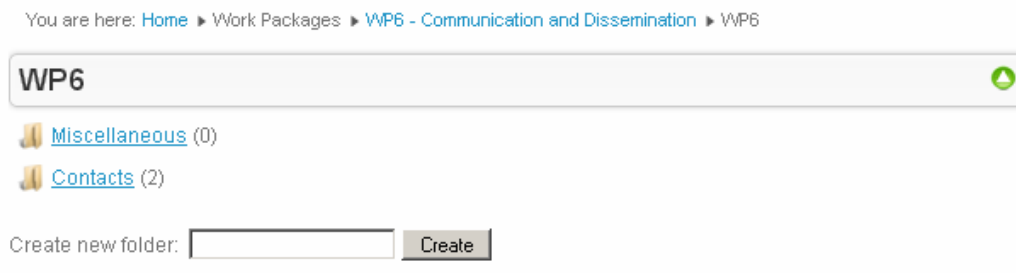 You are here: Home ▸ Work Packages ▸ WP6 - Communication and Dissemination ▸ WP6
WP6
Miscellaneous (0)
Contacts (2)
Create new folder: Create